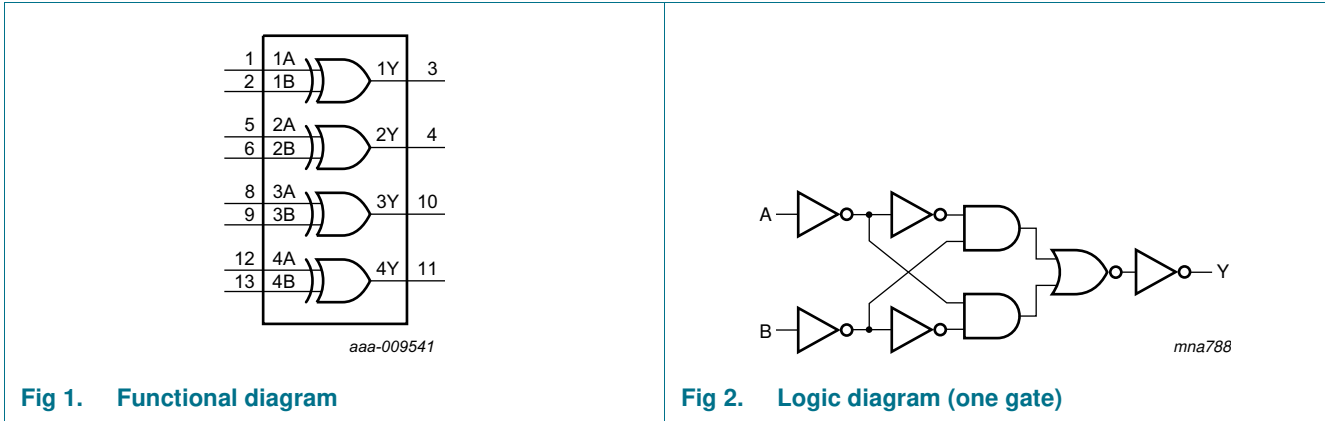 1 1A 1Y 3
2 1B
5 2A 2Y 4
6 2B
8 3A 3Y 10
9 3B
12 4A 4Y 11
13 4B
aaa-009541
Fig 1. Functional diagram
A
Y
B
mna788
Fig 2. Logic diagram (one gate)